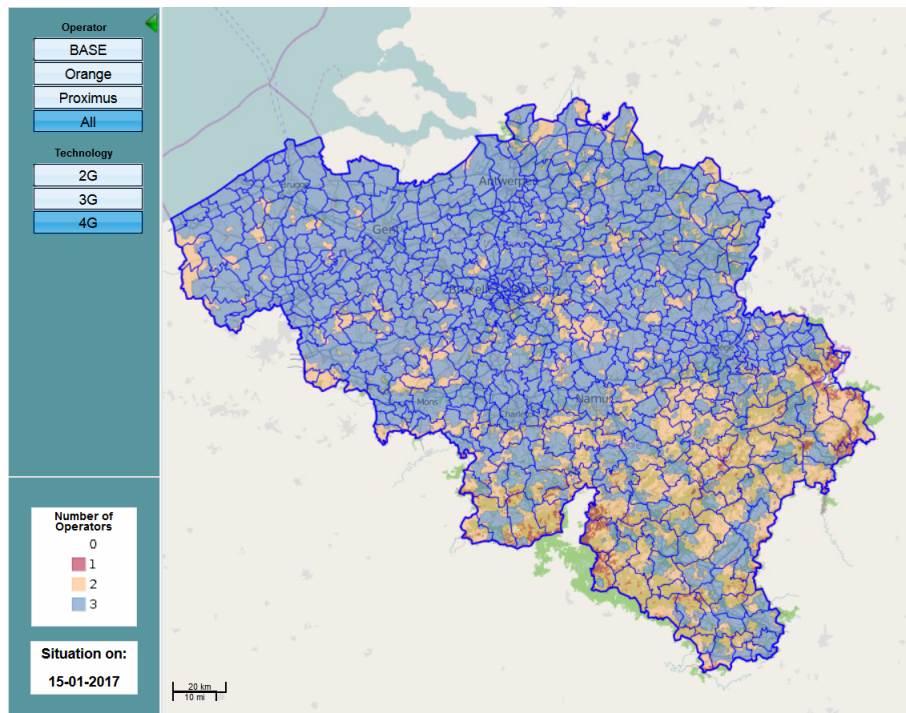 Operator
BASE
Orange
Proximus
All
Technology
2G
3G
4G
Number of
Operators
0
1
2
3
Situation on:
15-01-2017
Brugge
Antwerpen
Gent
Mons
Namur
20 km
10 mi